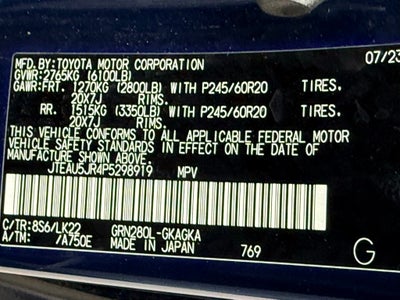 MFD. BY:TOYOTA MOTOR CORPORATION 07/23
GVWR:2765KG (6100LB)
GAWR:FRT. 1270KG (2800LB) WITH P245/60R20 TIRES,
20X7J RIMS,
RR. 1515KG (3350LB) WITH P245/60R20 TIRES,
20X7J RIMS,
THIS VEHICLE CONFORMS TO ALL APPLICABLE FEDERAL MOTOR
VEHICLE SAFETY STANDARDS IN EFFECT ON THE DATE OF
MANUFACTURE SHOWN ABOVE.
JTEAU5JR4P5298919 MPV
C/TR:8S6/LK22 GRN280L-GKAGKA
A/TM: /A750E MADE IN JAPAN 769 G